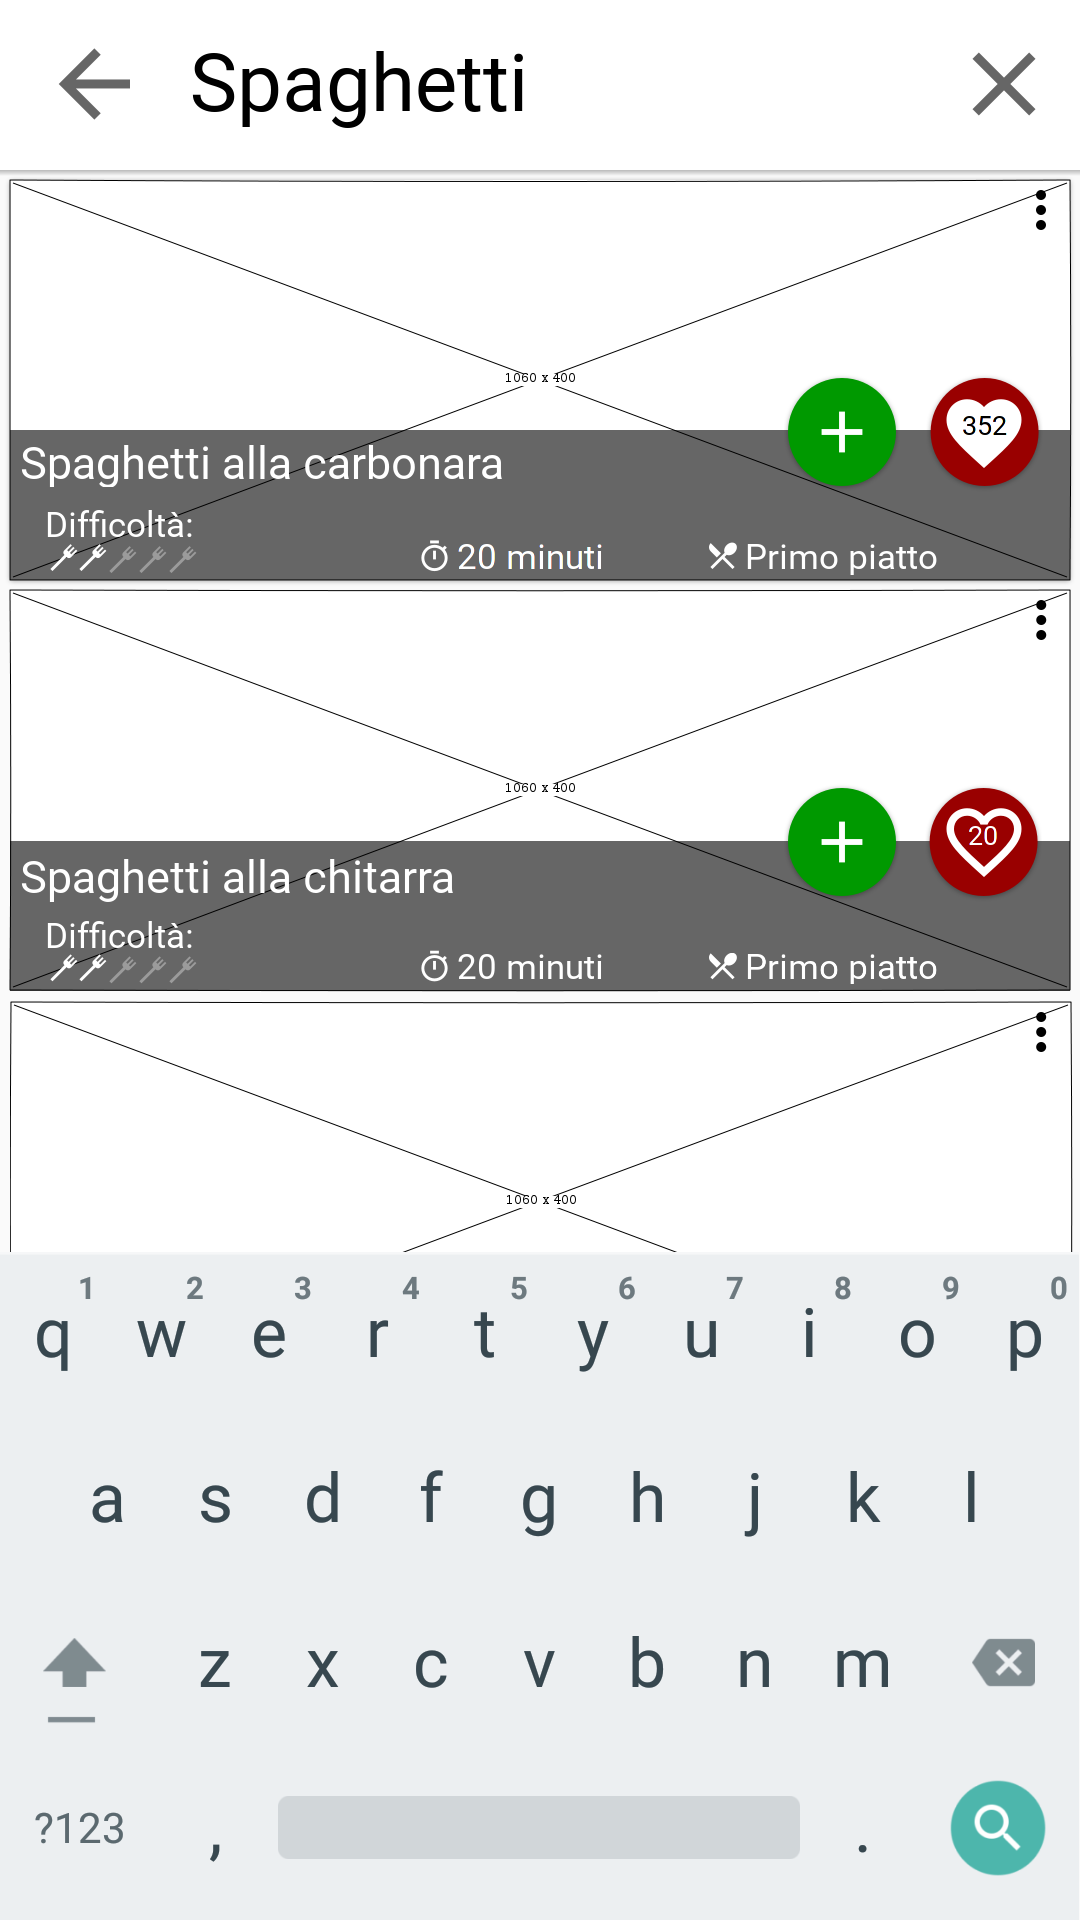 Spaghetti
1060 x 400
352
Spaghetti alla carbonara
Difficoltà:
20 minuti
Primo piatto
1060 x 400
20
Spaghetti alla chitarra
Difficoltà:
20 minuti
Primo piatto
1060 x 400
1 2 3 4 5 6 7 8 9 0
q w e r t y u i o p
a s d f g h j k l
z x c v b n m
?123 , .